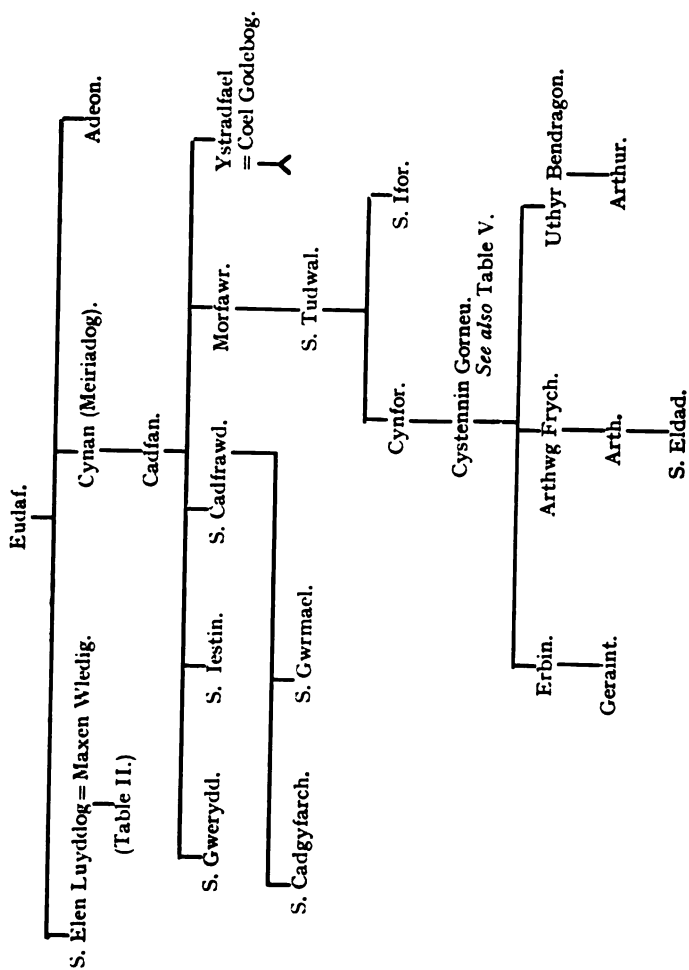 Eudaf.
S. Elen Luyddog = Maxen Wledig.
(Table II.)
Cynan (Meiriadog).
Adeon.
Cadfan.
S. Gwerydd.
S. Iestin.
S. Cadfrawd.
Morfawr.
Ystradfael
= Coel Godebog.
S. Cadgyfarch.
S. Gwrmael.
S. Tudwal.
Cynfor.
S. Ifor.
Cystennin Gorneu.
See also Table V.
Erbin.
Arthwg Frych.
Uthyr Bendragon.
Geraint.
Arth.
Arthur.
S. Eldad.